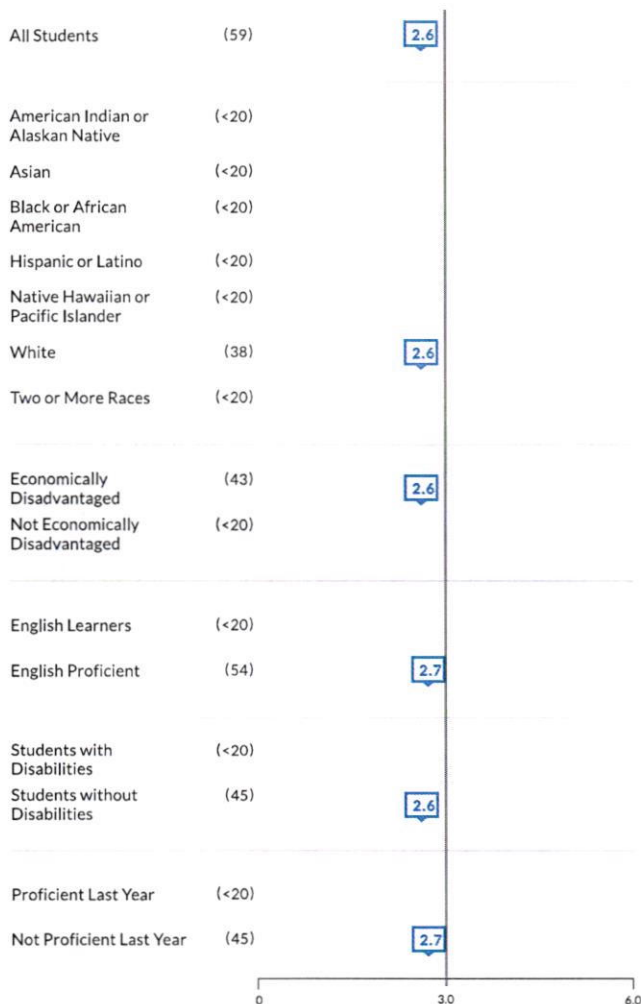 All Students (59) 2.6
American Indian or (<20)
Alaskan Native
Asian (<20)
Black or African (<20)
American
Hispanic or Latino (<20)
Native Hawaiian or (<20)
Pacific Islander
White (38) 2.6
Two or More Races (<20)
Economically (43) 2.6
Disadvantaged
Not Economically (<20)
Disadvantaged
English Learners (<20)
English Proficient (54) 2.7
Students with (<20)
Disabilities
Students without (45) 2.6
Disabilities
Proficient Last Year (<20)
Not Proficient Last Year (45) 2.7
0 3.0 6.0